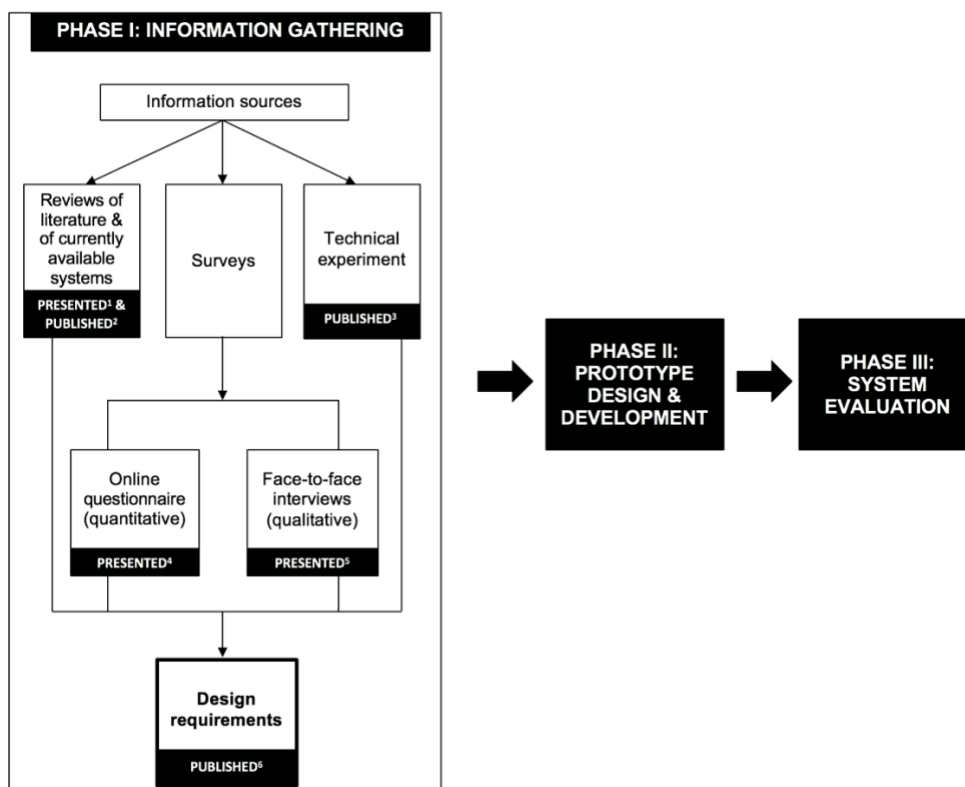 PHASE I: INFORMATION GATHERING
Information sources
Reviews of
literature &
of currently
available
systems
PRESENTED¹ &
PUBLISHED²
Surveys
Technical
experiment
PUBLISHED³
Online
questionnaire
(quantitative)
PRESENTED⁴
Face-to-face
interviews
(qualitative)
PRESENTED⁵
Design
requirements
PUBLISHED⁶
PHASE II:
PROTOTYPE
DESIGN &
DEVELOPMENT
PHASE III:
SYSTEM
EVALUATION